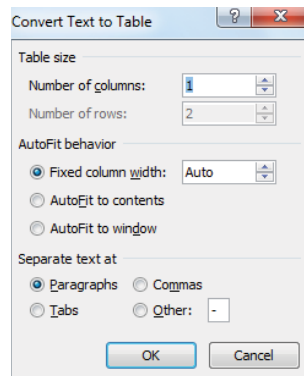 Convert Text to Table
Table size
Number of columns: 1
Number of rows: 2
AutoFit behavior
Fixed column width: Auto
AutoFit to contents
AutoFit to window
Separate text at
Paragraphs Commas
Tabs Other: -
OK Cancel